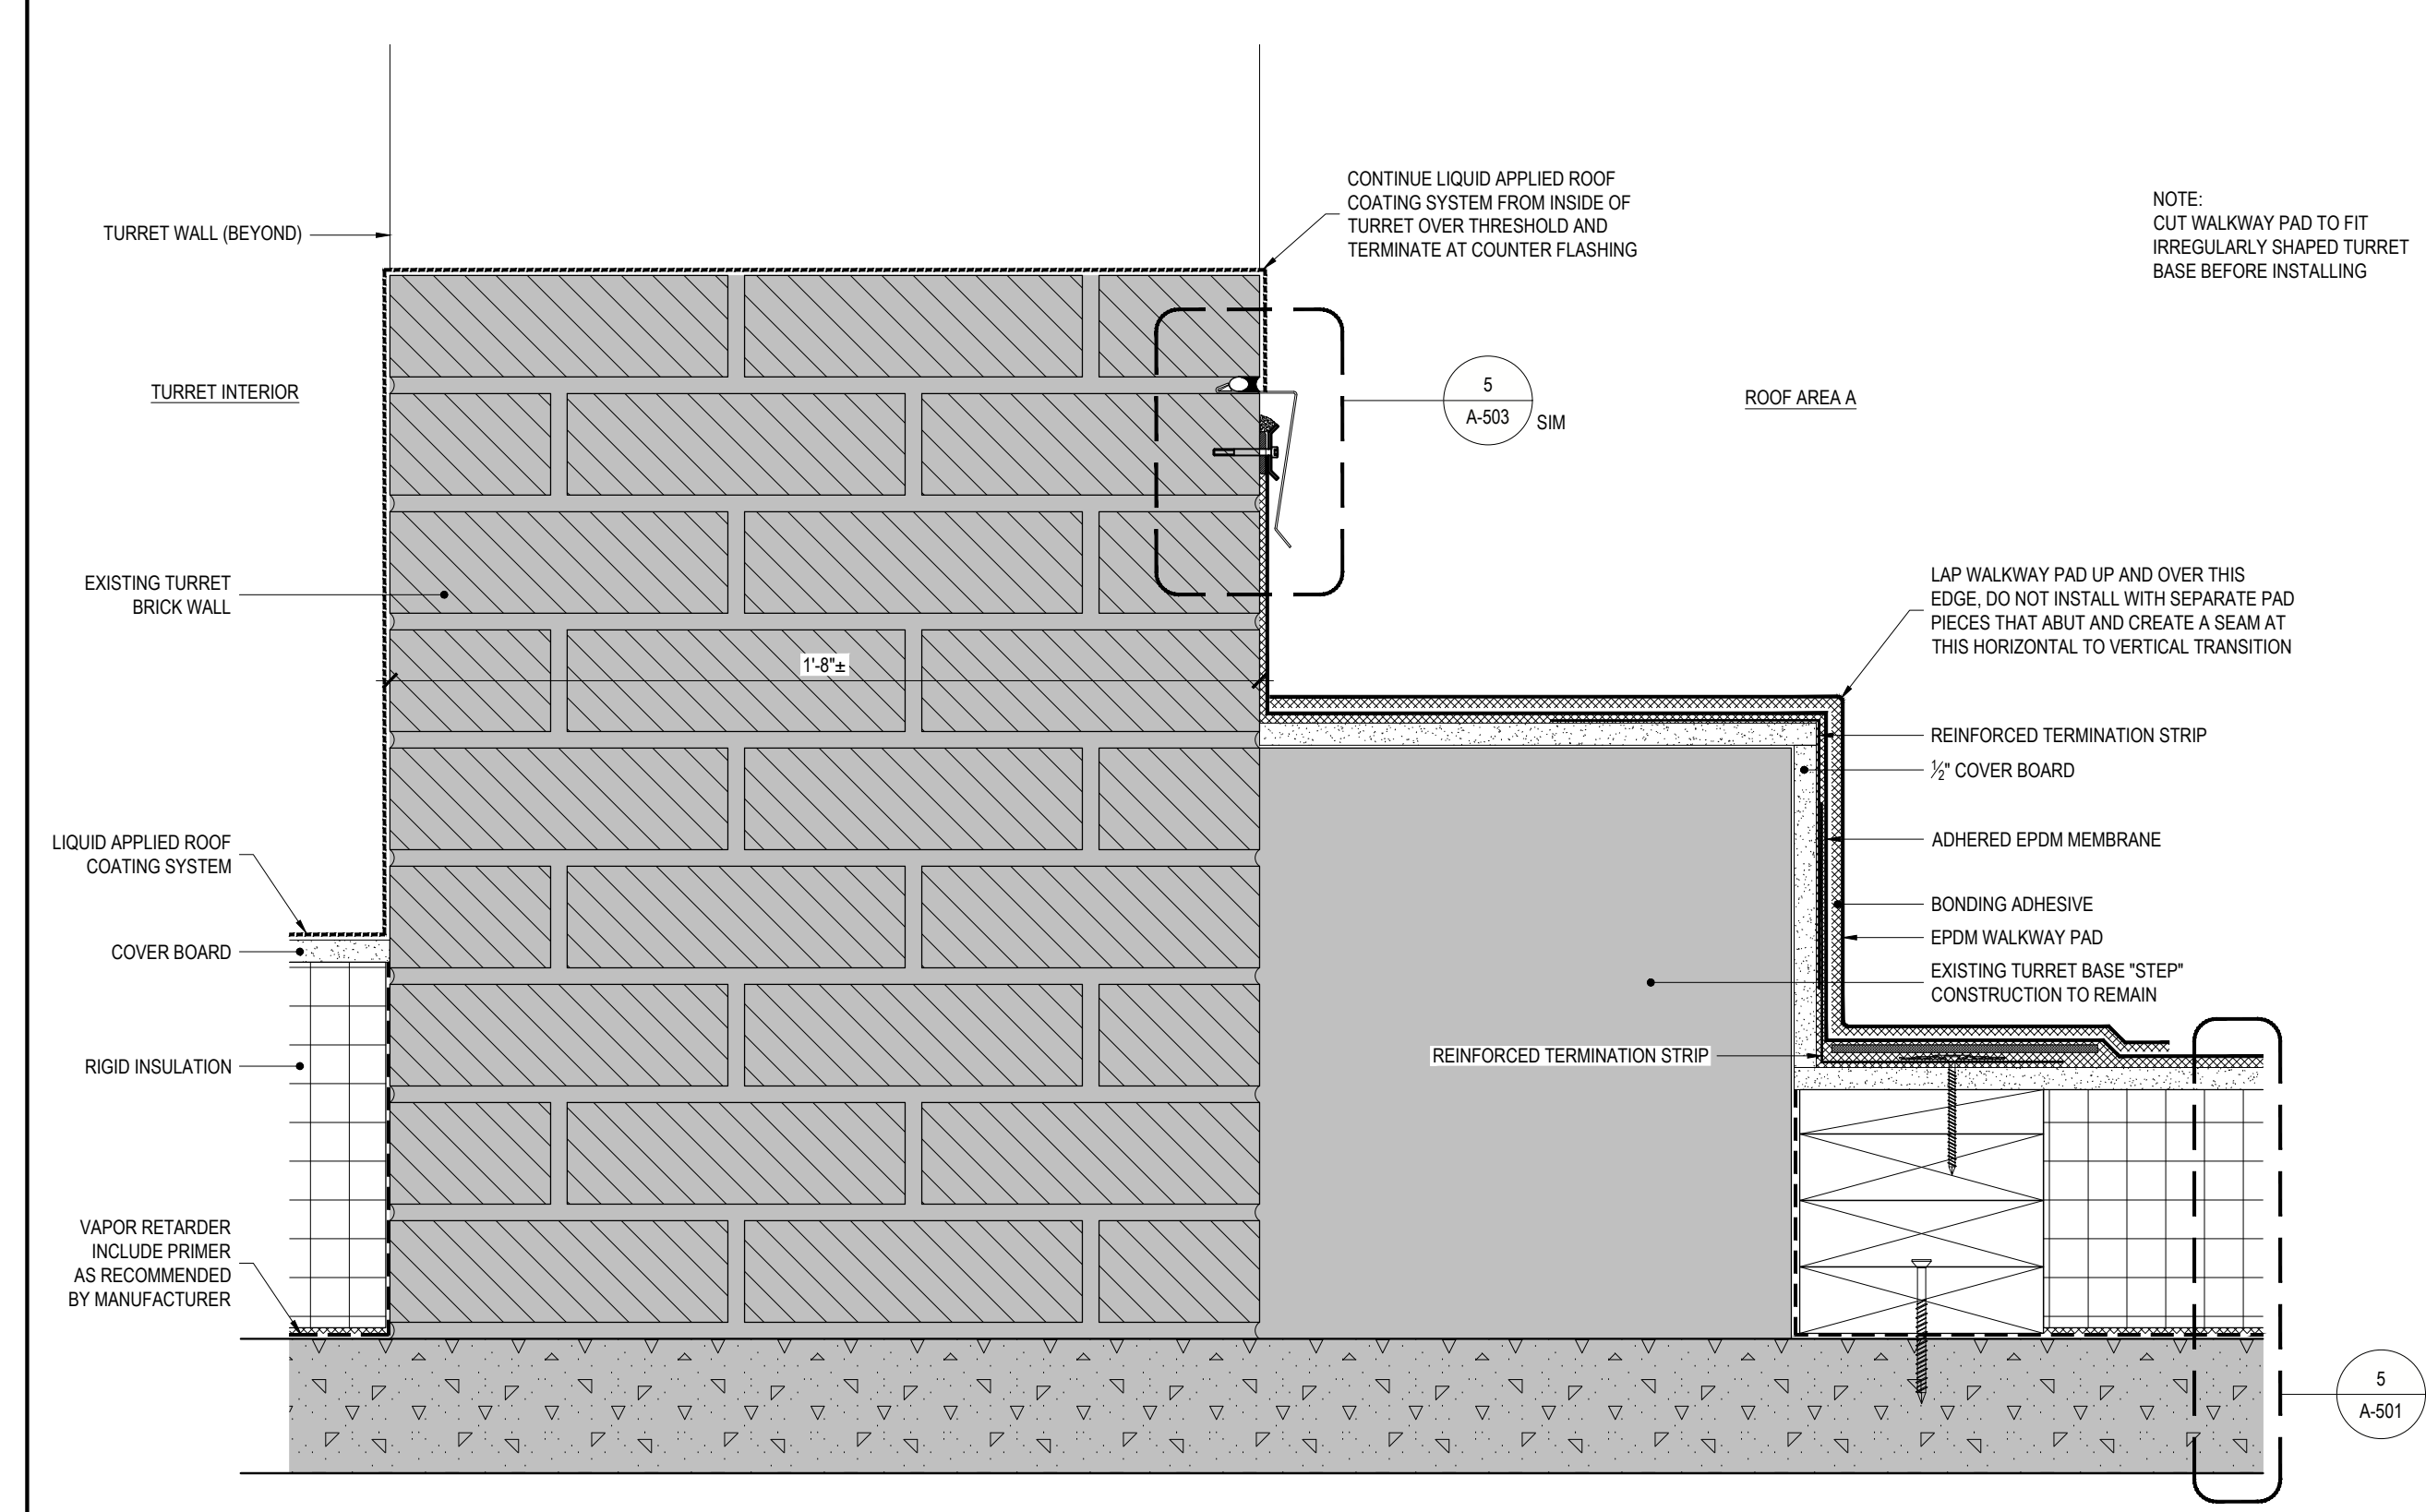 CONTINUE LIQUID APPLIED ROOF
COATING SYSTEM FROM INSIDE OF
TURRET OVER THRESHOLD AND
TERMINATE AT COUNTER FLASHING
NOTE:
CUT WALKWAY PAD TO FIT
IRREGULARLY SHAPED TURRET
BASE BEFORE INSTALLING
TURRET WALL (BEYOND)
TURRET INTERIOR
5
A-503
SIM
ROOF AREA A
EXISTING TURRET
BRICK WALL
LAP WALKWAY PAD UP AND OVER THIS
EDGE, DO NOT INSTALL WITH SEPARATE PAD
PIECES THAT ABUT AND CREATE A SEAM AT
THIS HORIZONTAL TO VERTICAL TRANSITION
1'-8"±
REINFORCED TERMINATION STRIP
½" COVER BOARD
ADHERED EPDM MEMBRANE
LIQUID APPLIED ROOF
COATING SYSTEM
BONDING ADHESIVE
EPDM WALKWAY PAD
COVER BOARD
EXISTING TURRET BASE "STEP"
CONSTRUCTION TO REMAIN
REINFORCED TERMINATION STRIP
RIGID INSULATION
VAPOR RETARDER
INCLUDE PRIMER
AS RECOMMENDED
BY MANUFACTURER
5
A-501